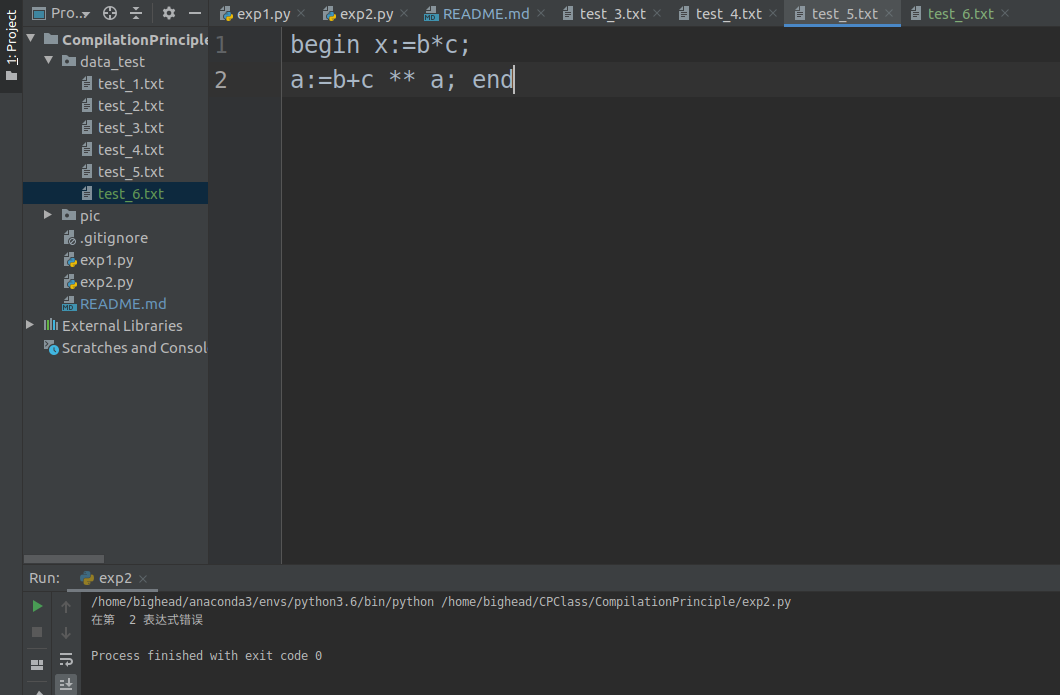 1: Project
Pro...
exp1.py
exp2.py
README.md
test_3.txt
test_4.txt
test_5.txt
test_6.txt
CompilationPrinciple
data_test
test_1.txt
test_2.txt
test_3.txt
test_4.txt
test_5.txt
test_6.txt
pic
.gitignore
exp1.py
exp2.py
README.md
External Libraries
Scratches and Consol
1 begin x:=b*c;
2 a:=b+c ** a; end
Run: exp2
/home/bighead/anaconda3/envs/python3.6/bin/python /home/bighead/CPClass/CompilationPrinciple/exp2.py
在第  2 表达式错误
Process finished with exit code 0